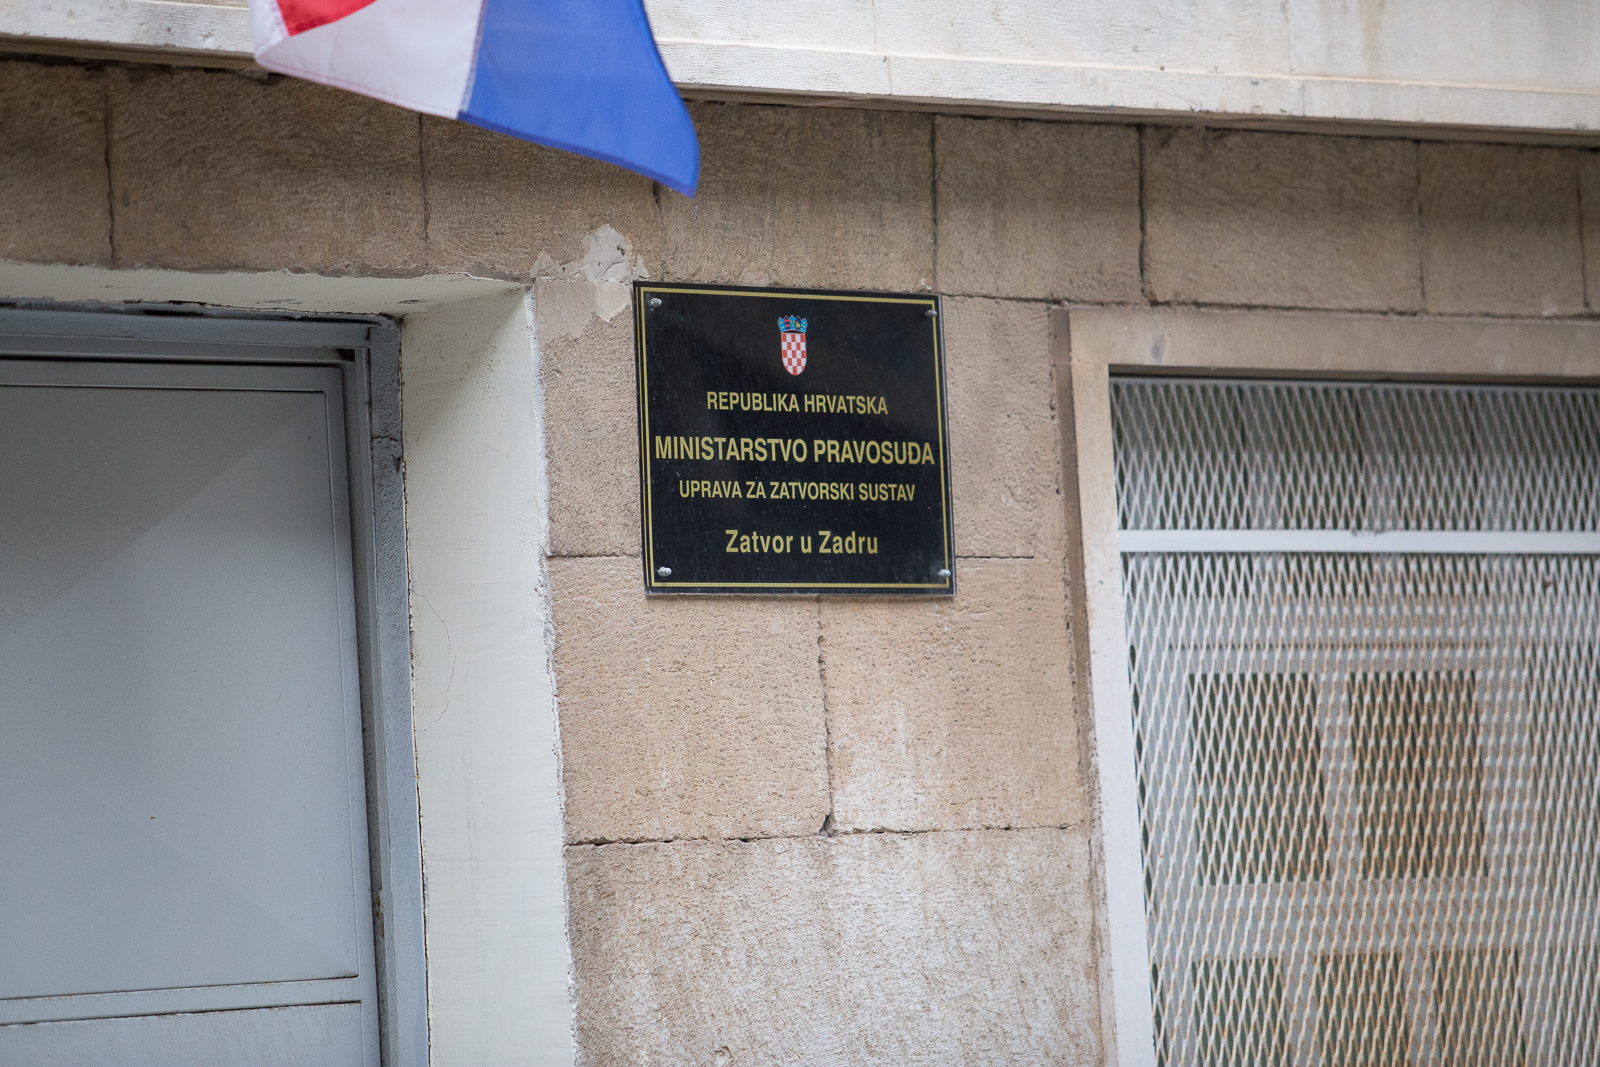 REPUBLIKA HRVATSKA
MINISTARSTVO PRAVOSUĐA
UPRAVA ZA ZATVORSKI SUSTAV
Zatvor u Zadru